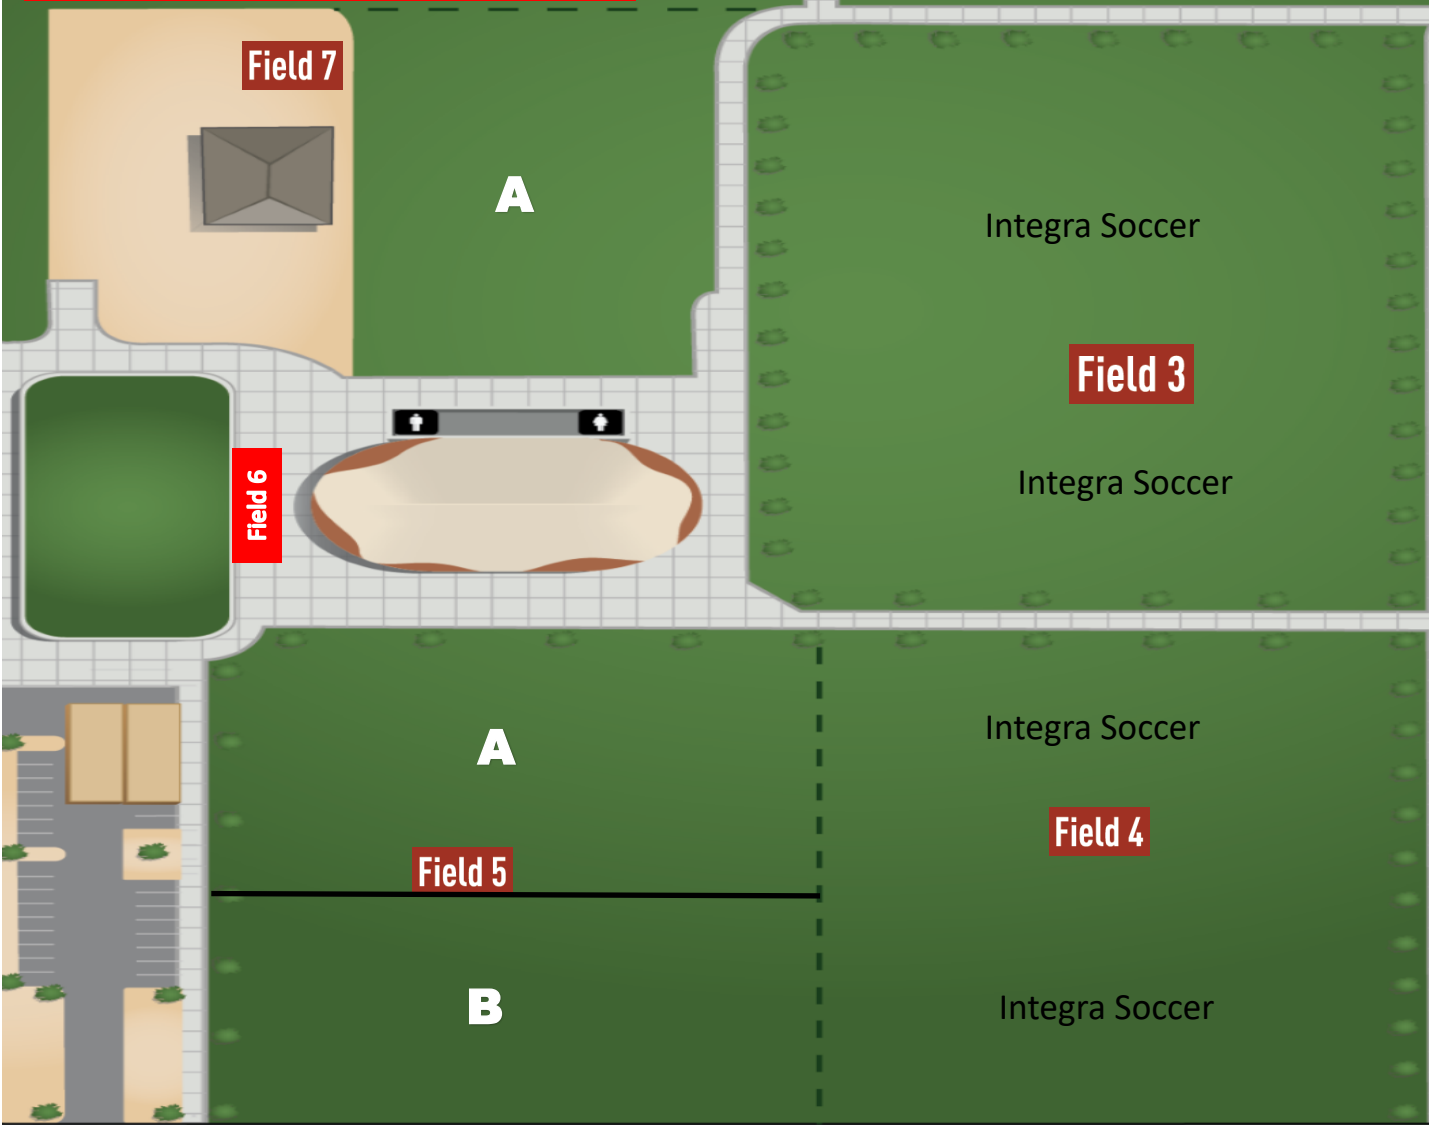 Field 7
A
Integra Soccer
Field 3
Integra Soccer
Field 6
A
Integra Soccer
Field 4
Field 5
B
Integra Soccer